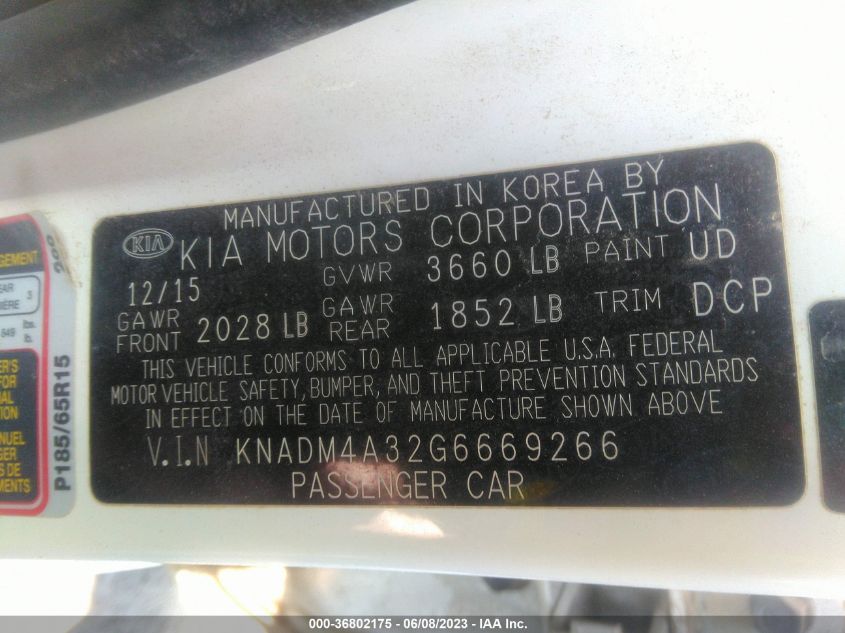 MANUFACTURED IN KOREA BY
KIA KIA MOTORS CORPORATION
12/15 GVWR 3660 LB PAINT UD
GAWR FRONT 2028 LB GAWR REAR 1852 LB TRIM DCP
THIS VEHICLE CONFORMS TO ALL APPLICABLE U.S.A. FEDERAL
MOTOR VEHICLE SAFETY, BUMPER, AND THEFT PREVENTION STANDARDS
IN EFFECT ON THE DATE OF MANUFACTURE SHOWN ABOVE
V.I.N KNADM4A32G6669266
PASSENGER CAR
P185/65R15
000-36802175 - 06/08/2023 - IAA Inc.